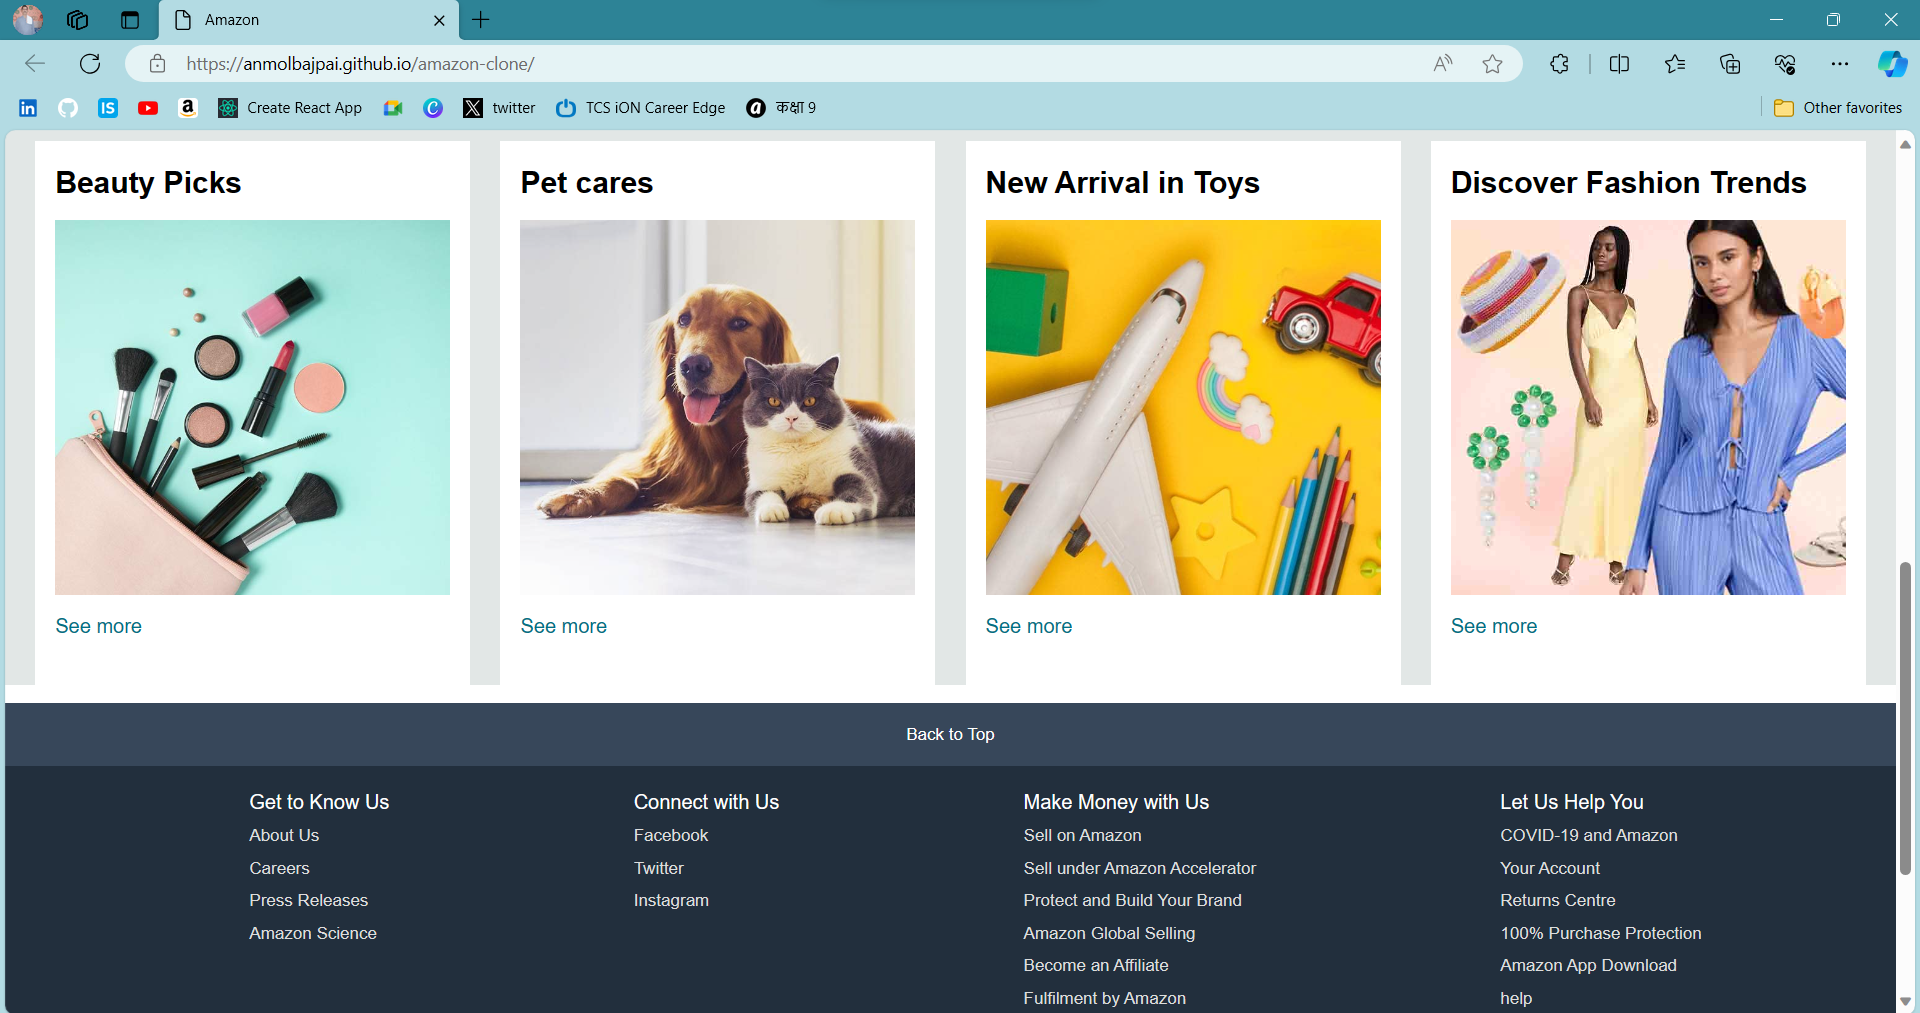 Amazon
https://anmolbajpai.github.io/amazon-clone/
Create React App
twitter
TCS iON Career Edge
कक्षा 9
Other favorites
Beauty Picks
Pet cares
New Arrival in Toys
Discover Fashion Trends
See more
See more
See more
See more
Back to Top
Get to Know Us
About Us
Careers
Press Releases
Amazon Science
Connect with Us
Facebook
Twitter
Instagram
Make Money with Us
Sell on Amazon
Sell under Amazon Accelerator
Protect and Build Your Brand
Amazon Global Selling
Become an Affiliate
Fulfilment by Amazon
Let Us Help You
COVID-19 and Amazon
Your Account
Returns Centre
100% Purchase Protection
Amazon App Download
help